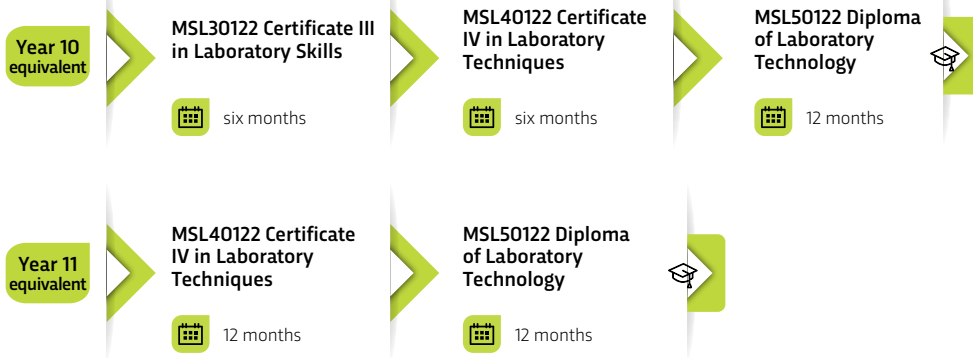 Year 10
equivalent
MSL30122 Certificate III
in Laboratory Skills
six months
MSL40122 Certificate
IV in Laboratory
Techniques
six months
MSL50122 Diploma
of Laboratory
Technology
12 months
Year 11
equivalent
MSL40122 Certificate
IV in Laboratory
Techniques
12 months
MSL50122 Diploma
of Laboratory
Technology
12 months